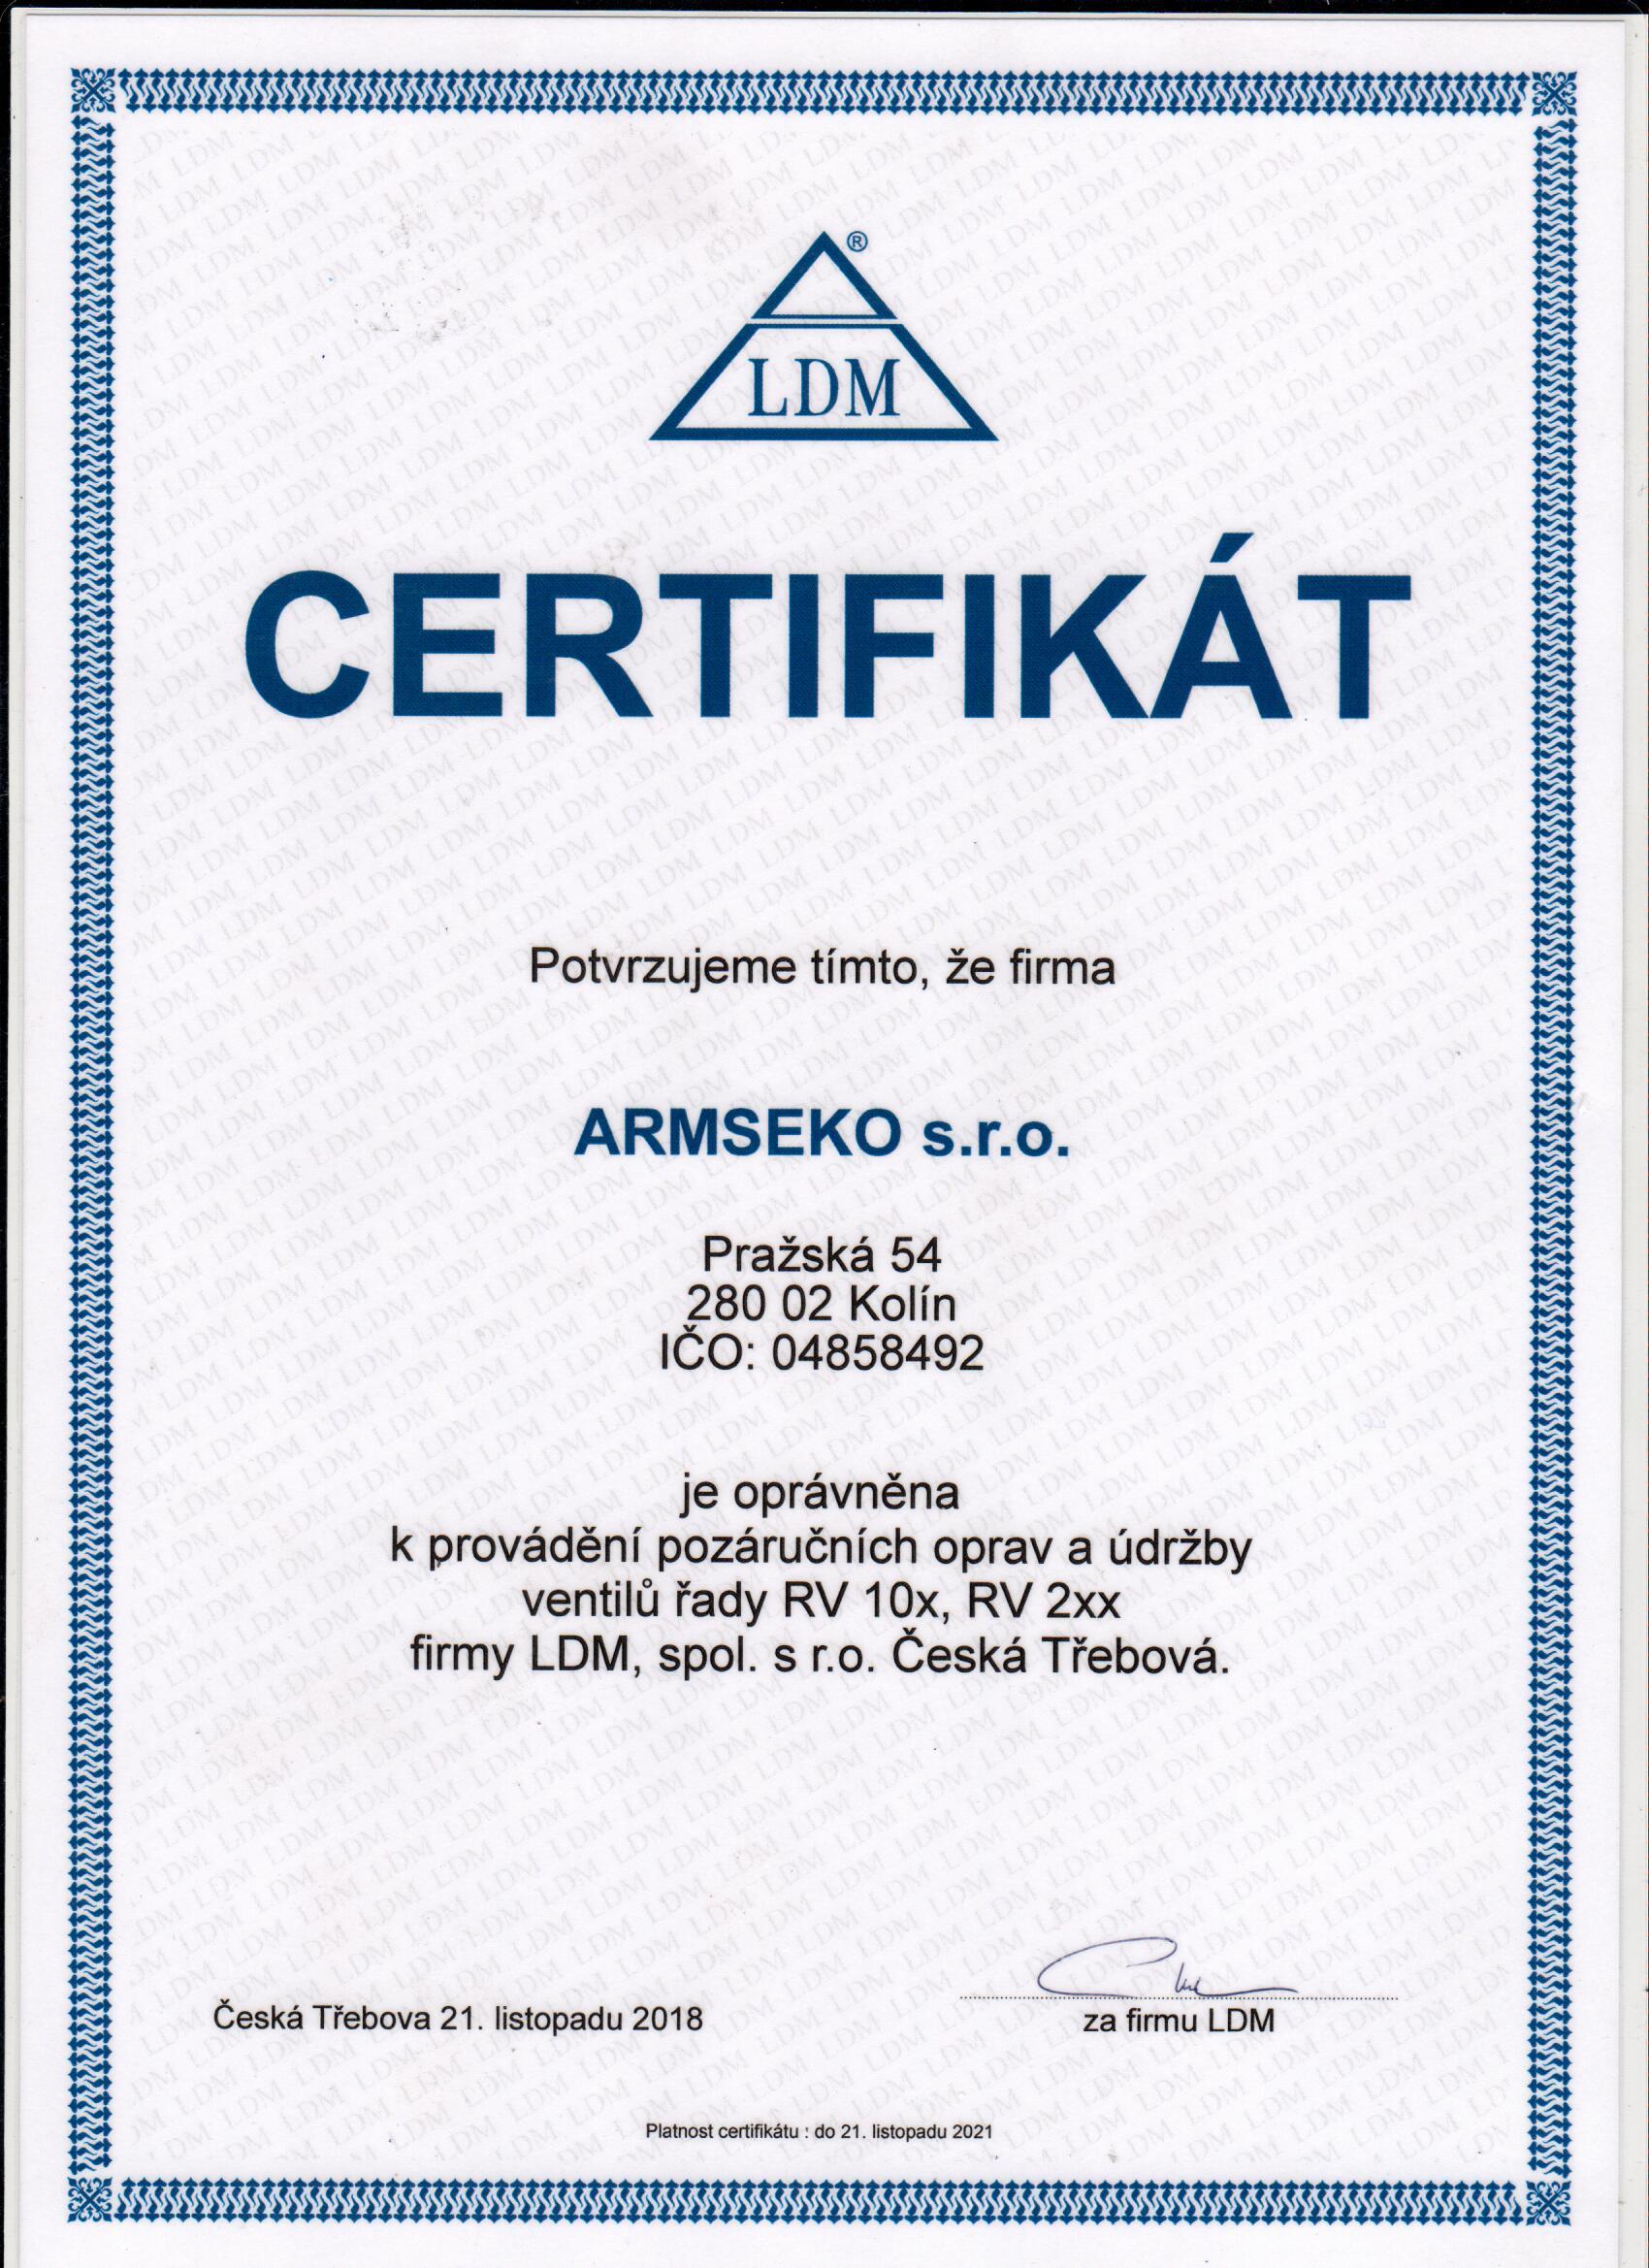 ®
LDM
CERTIFIKÁT
Potvrzujeme tímto, že firma
ARMSEKO s.r.o.
Pražská 54
280 02 Kolín
IČO: 04858492
je oprávněna
k provádění pozáručních oprav a údržby
ventilů řady RV 10x, RV 2xx
firmy LDM, spol. s r.o. Česká Třebová.
Česká Třebova 21. listopadu 2018
za firmu LDM
Platnost certifikátu : do 21. listopadu 2021